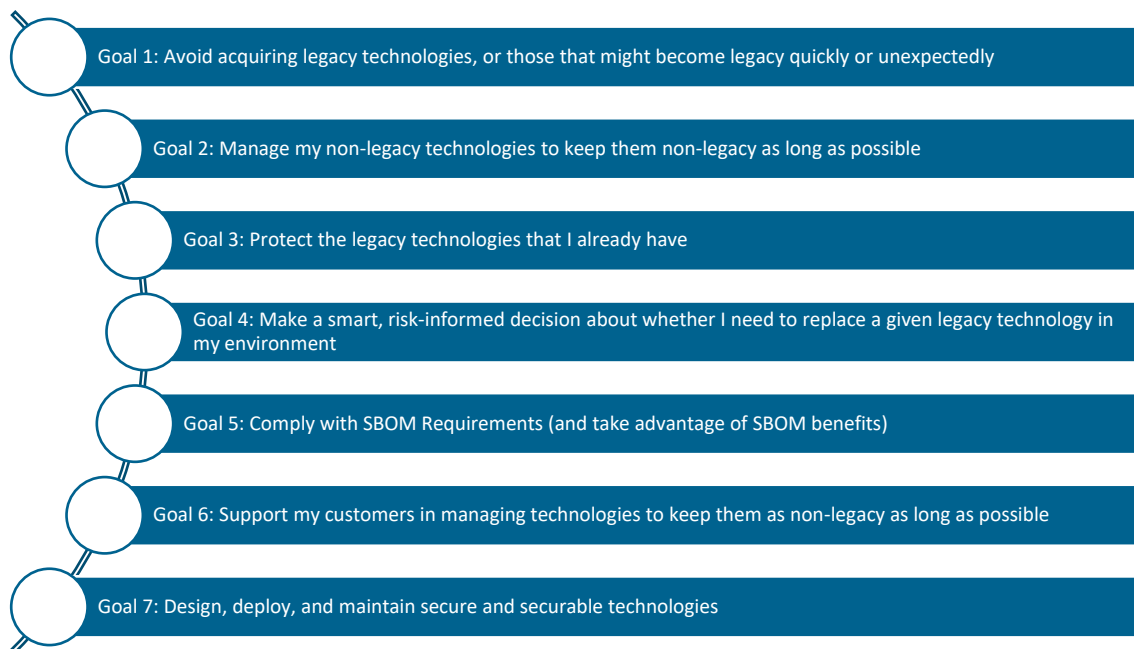 Goal 1: Avoid acquiring legacy technologies, or those that might become legacy quickly or unexpectedly
Goal 2: Manage my non-legacy technologies to keep them non-legacy as long as possible
Goal 3: Protect the legacy technologies that I already have
Goal 4: Make a smart, risk-informed decision about whether I need to replace a given legacy technology in
my environment
Goal 5: Comply with SBOM Requirements (and take advantage of SBOM benefits)
Goal 6: Support my customers in managing technologies to keep them as non-legacy as long as possible
Goal 7: Design, deploy, and maintain secure and securable technologies